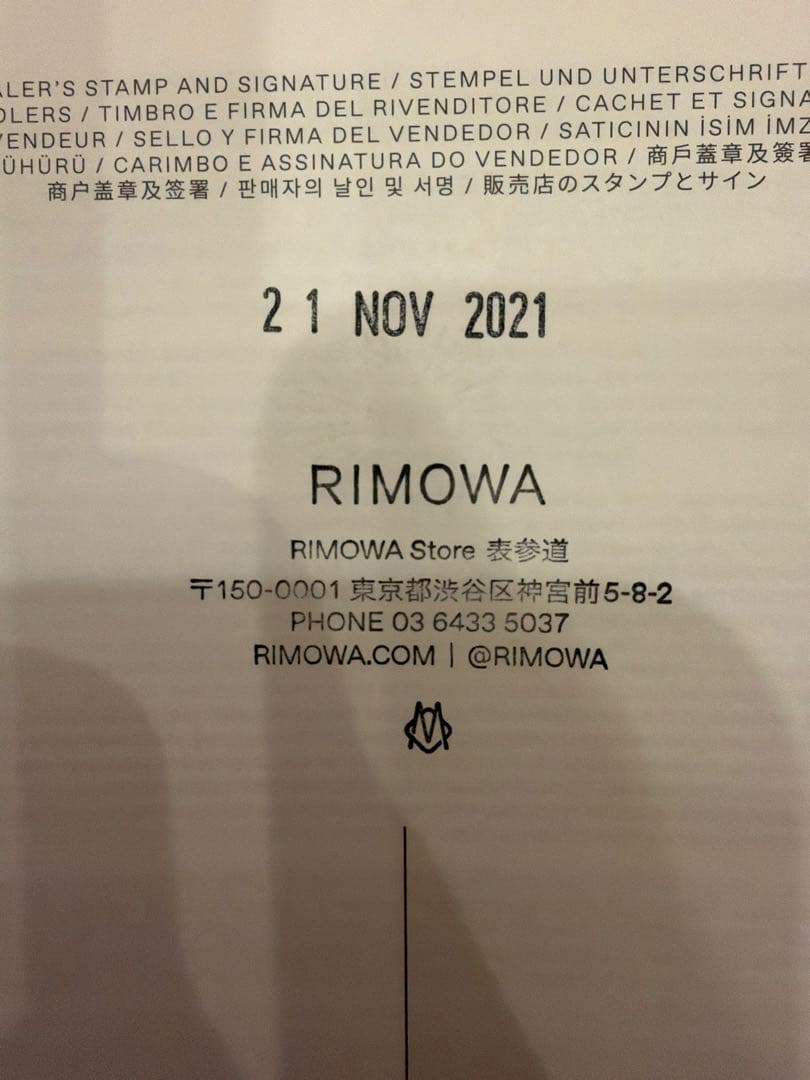 ALER'S STAMP AND SIGNATURE / STEMPEL UND UNTERSCHRIFT
DLERS / TIMBRO E FIRMA DEL RIVENDITORE / CACHET ET SIGNA
VENDEUR / SELLO Y FIRMA DEL VENDEDOR / SATICININ İSİM İMZ
ÜHÜRÜ / CARIMBO E ASSINATURA DO VENDEDOR / 商戶蓋章及簽署
商户盖章及签署 / 판매자의 날인 및 서명 / 販売店のスタンプとサイン
21 NOV 2021
RIMOWA
RIMOWA Store 表参道
〒150-0001 東京都渋谷区神宮前5-8-2
PHONE 03 6433 5037
RIMOWA.COM | @RIMOWA